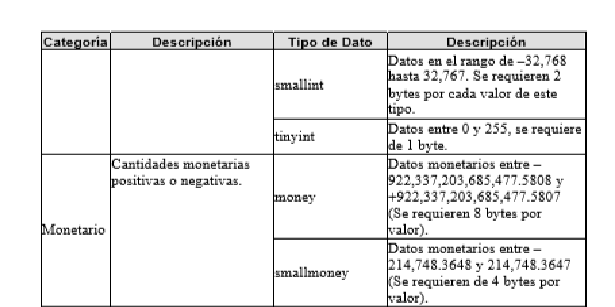 Categoría Descripción Tipo de Dato Descripción
smallint
Datos en el rango de –32,768
hasta 32,767. Se requieren 2
bytes por cada valor de este
tipo.
tinyint
Datos entre 0 y 255, se requiere
de 1 byte.
Monetario
Cantidades monetarias
positivas o negativas.
money
Datos monetarios entre –
922,337,203,685,477.5808 y
+922,337,203,685,477.5807
(Se requieren 8 bytes por
valor).
smallmoney
Datos monetarios entre –
214,748.3648 y 214,748.3647
(Se requieren de 4 bytes por
valor).